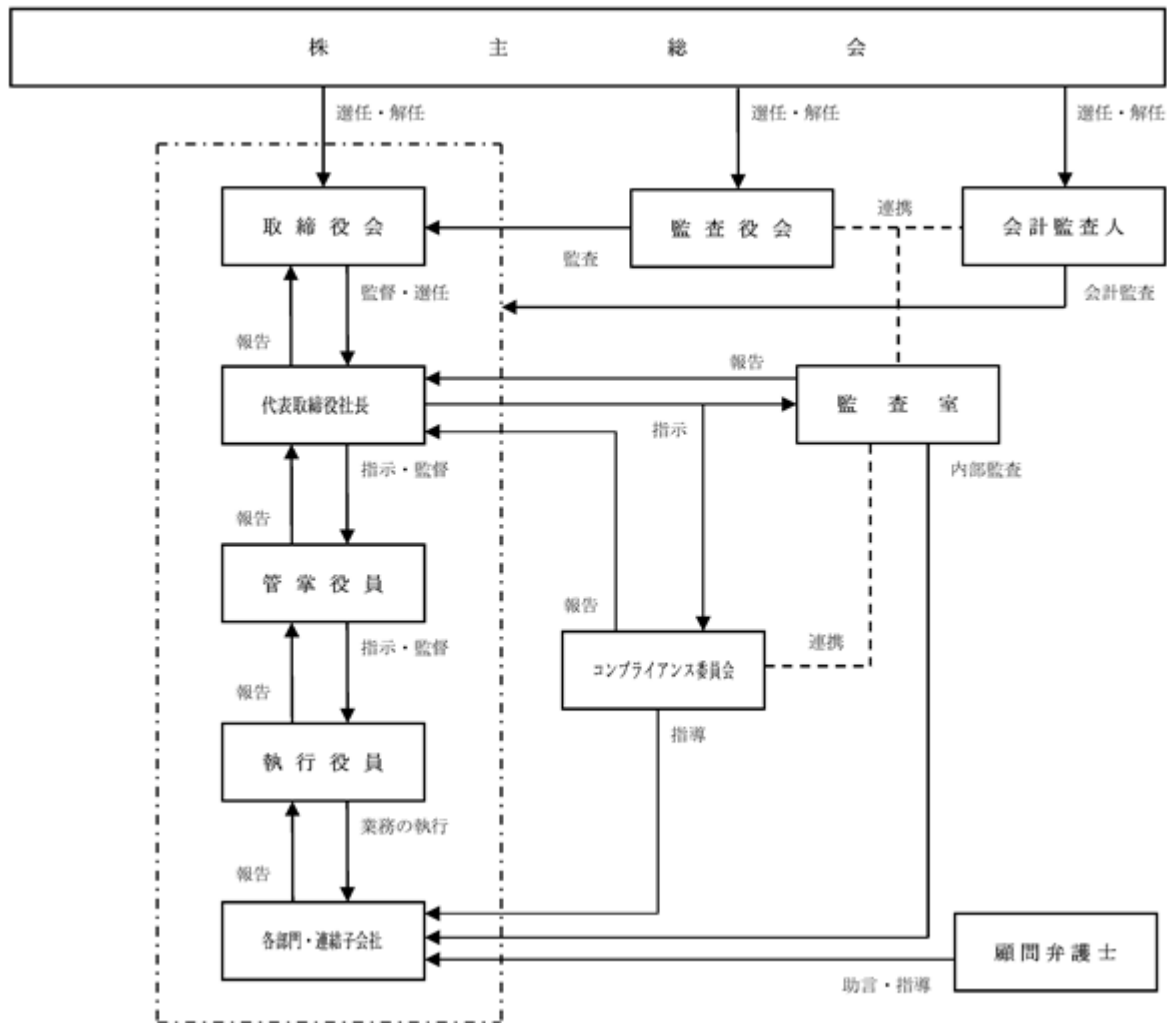 株主総会
選任・解任
選任・解任
選任・解任
取締役会
監査役会
連携
会計監査人
監査
監督・選任
会計監査
報告
報告
代表取締役社長
監査室
指示
指示・監督
内部監査
報告
管掌役員
報告
指示・監督
連携
コンプライアンス委員会
報告
指導
執行役員
業務の執行
報告
各部門・連結子会社
顧問弁護士
助言・指導